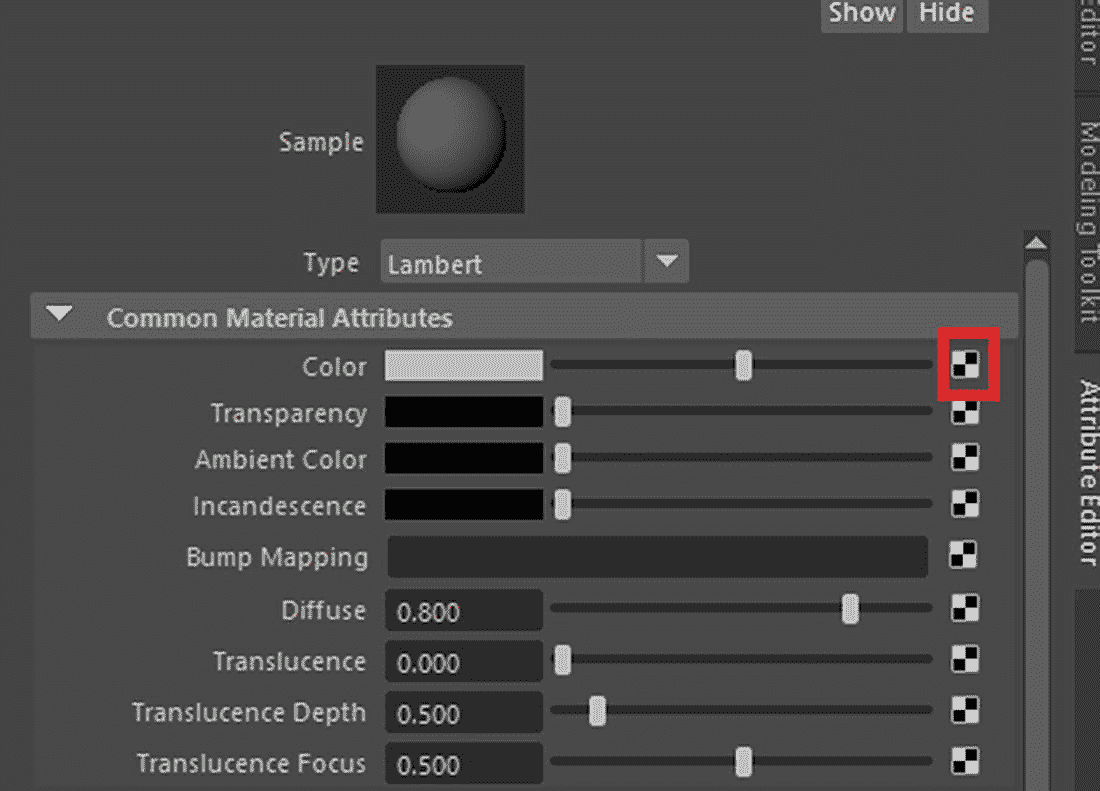 Show Hide
Sample
Type Lambert
Common Material Attributes
Color
Transparency
Ambient Color
Incandescence
Bump Mapping
Diffuse 0.800
Translucence 0.000
Translucence Depth 0.500
Translucence Focus 0.500
Editor
Modeling Toolkit
Attribute Editor